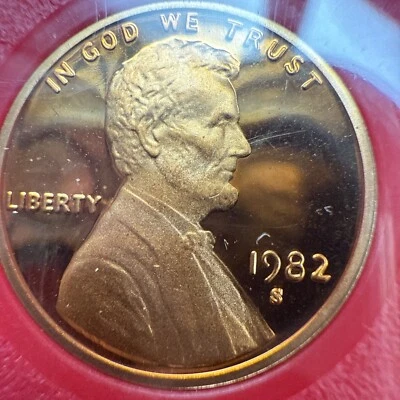 IN GOD WE TRUST
LIBERTY
1982
S